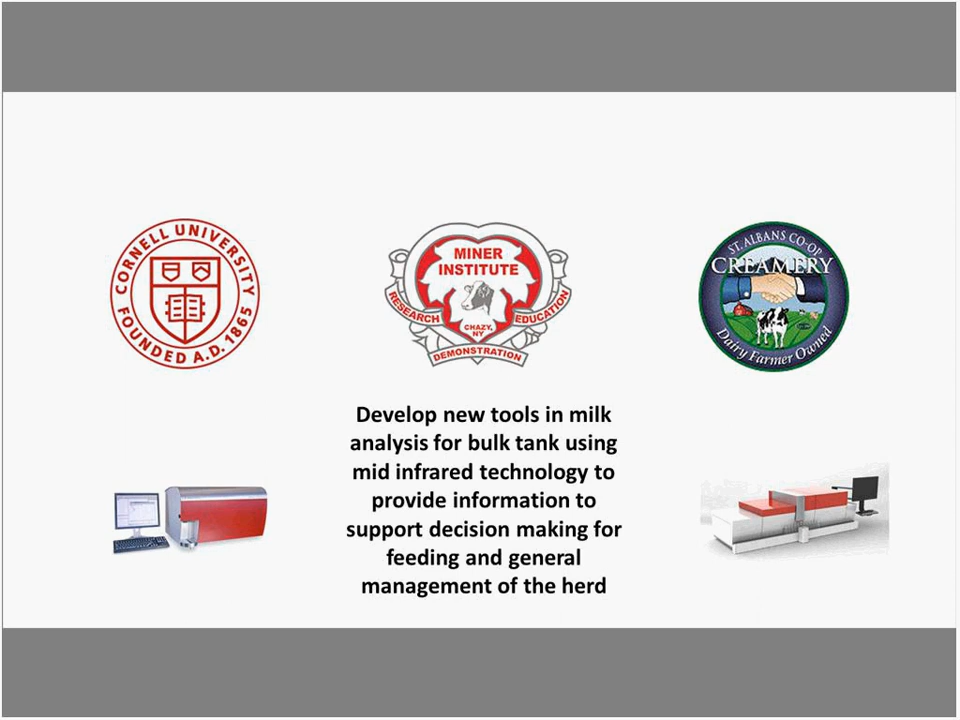 CORNELL UNIVERSITY
FOUNDED A.D. 1865
MINER
INSTITUTE
RESEARCH
EDUCATION
CHAZY,
NY
DEMONSTRATION
ST. ALBANS CO-OP
CREAMERY
Dairy Farmer Owned
Develop new tools in milk
analysis for bulk tank using
mid infrared technology to
provide information to
support decision making for
feeding and general
management of the herd